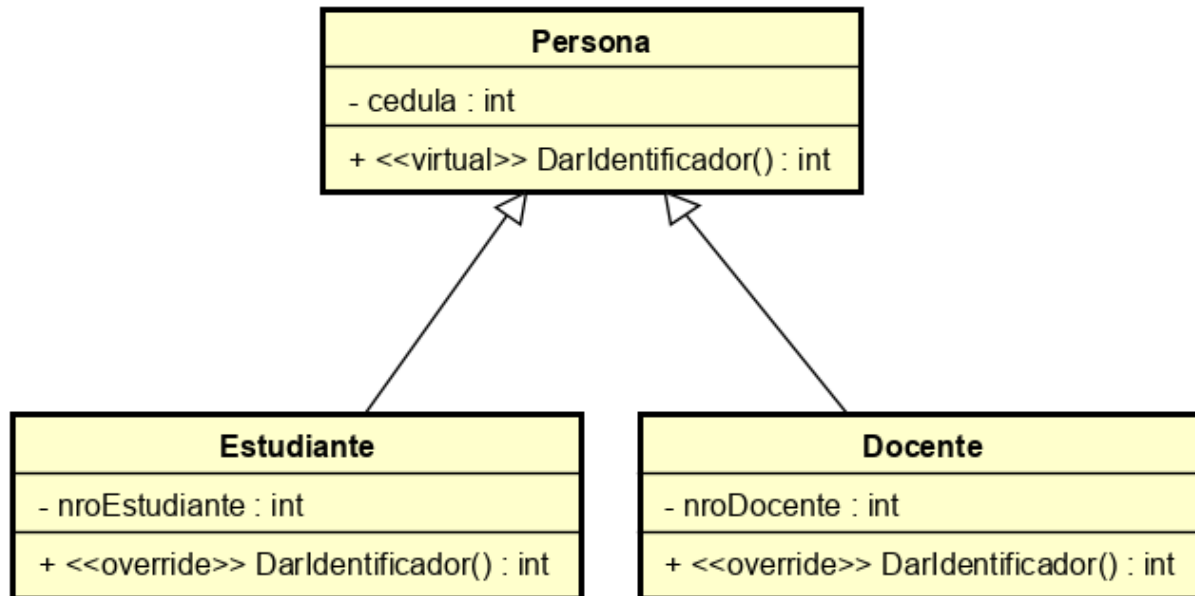 Persona
- cedula : int
+ <<virtual>> DarIdentificador() : int
Estudiante
- nroEstudiante : int
+ <<override>> DarIdentificador() : int
Docente
- nroDocente : int
+ <<override>> DarIdentificador() : int